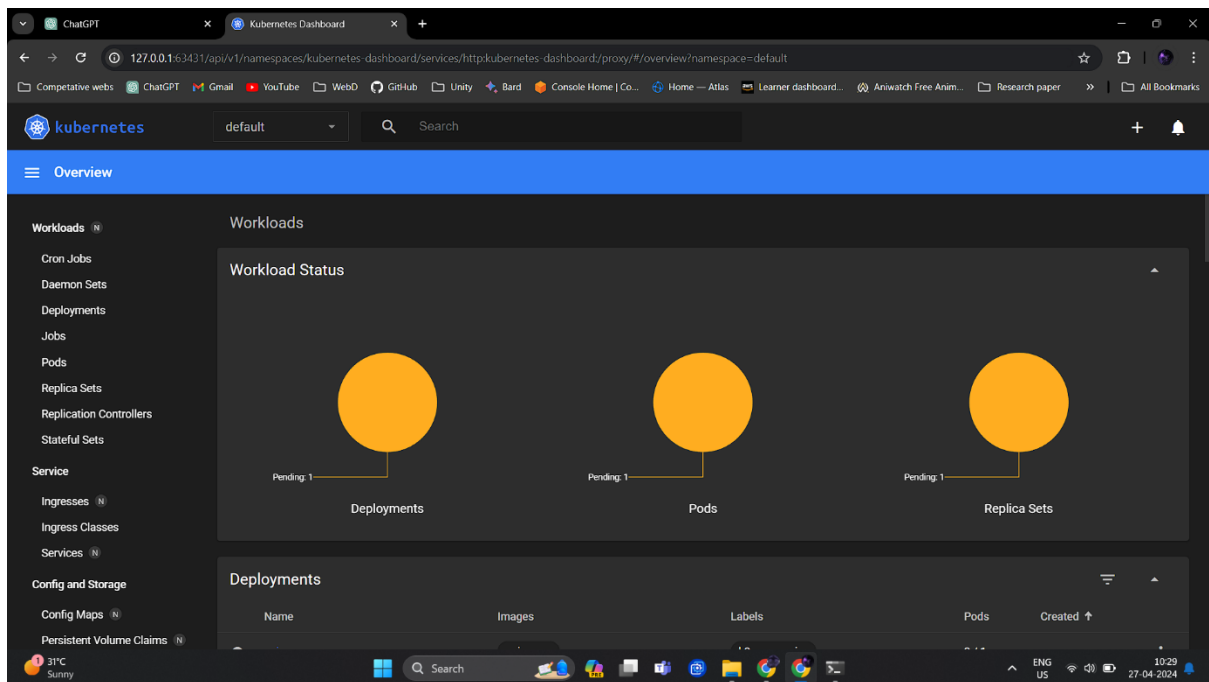 ChatGPT
Kubernetes Dashboard
127.0.0.1:63431/api/v1/namespaces/kubernetes-dashboard/services/http:kubernetes-dashboard:/proxy/#/overview?namespace=default
Competative webs ChatGPT Gmail YouTube WebD GitHub Unity Bard Console Home | Co... Home — Atlas Learner dashboard... Aniwatch Free Anim... Research paper » All Bookmarks
kubernetes default Search
Overview
Workloads N
Cron Jobs
Daemon Sets
Deployments
Jobs
Pods
Replica Sets
Replication Controllers
Stateful Sets
Service
Ingresses N
Ingress Classes
Services N
Config and Storage
Config Maps N
Persistent Volume Claims N
Workloads
Workload Status
Pending: 1
Deployments
Pending: 1
Pods
Pending: 1
Replica Sets
Deployments
Name Images Labels Pods Created
1
31°C
Sunny
Search
PRE
ENG
US
10:29
27-04-2024